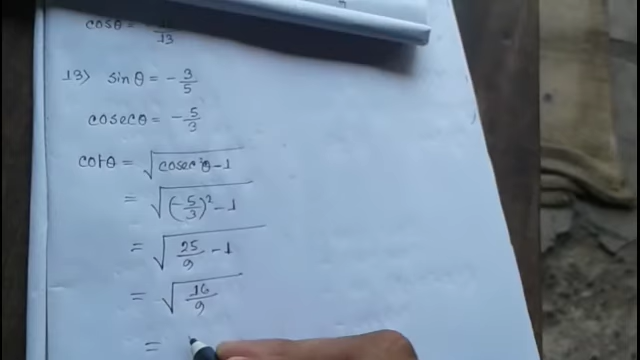 cosθ =
13
13) sinθ = -3/5
cosecθ = -5/3
cotθ = √(cosec²θ - 1)
= √((-5/3)² - 1)
= √(25/9 - 1)
= √(16/9)
=